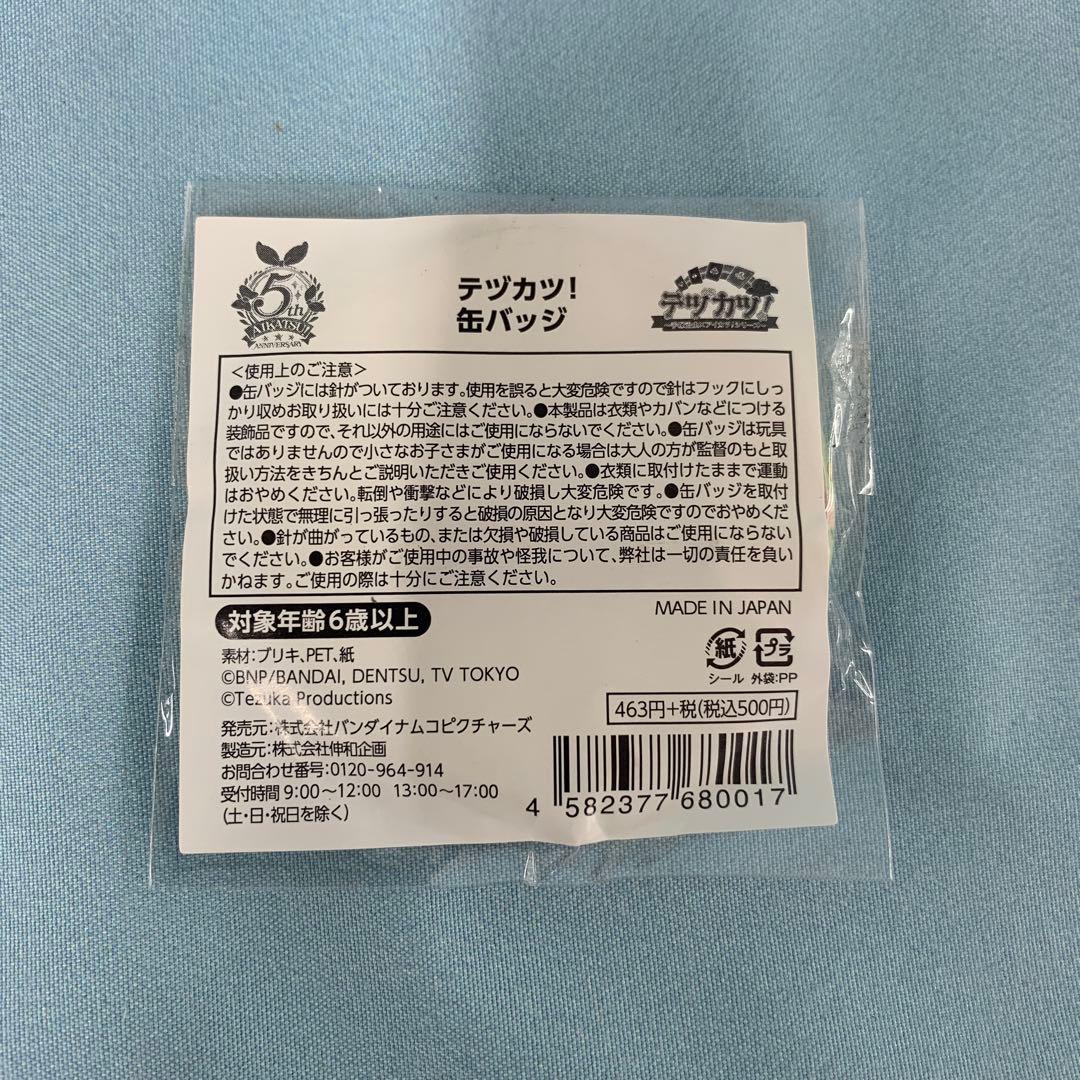 5th
AIKATSU!
ANNIVERSARY
テヅカツ!
缶バッジ
テヅカツ!
<使用上のご注意>
●缶バッジには針がついております。使用を誤ると大変危険ですので針はフックにしっ
かり収めお取り扱いには十分ご注意ください。●本製品は衣類やカバンなどにつける
装飾品ですので、それ以外の用途にはご使用にならないでください。●缶バッジは玩具
ではありませんので小さなお子さまがご使用になる場合は大人の方が監督のもと取
扱い方法をきちんとご説明いただきご使用ください。●衣類に取付けたままで運動
はおやめください。転倒や衝撃などにより破損し大変危険です。●缶バッジを取付
けた状態で無理に引っ張ったりすると破損の原因となり大変危険ですのでおやめくだ
さい。●針が曲がっているもの、または欠損や破損している商品はご使用にならない
でください。●お客様がご使用中の事故や怪我について、弊社は一切の責任を負い
かねます。ご使用の際は十分にご注意ください。
対象年齢6歳以上
MADE IN JAPAN
素材:ブリキ、PET、紙
©BNP/BANDAI, DENTSU, TV TOKYO
©Tezuka Productions
紙
プラ
シール 外袋:PP
463円+税(税込500円)
発売元:株式会社バンダイナムコピクチャーズ
製造元:株式会社伸和企画
お問合わせ番号:0120-964-914
受付時間 9:00～12:00 13:00～17:00
(土・日・祝日を除く)
4 582377 680017